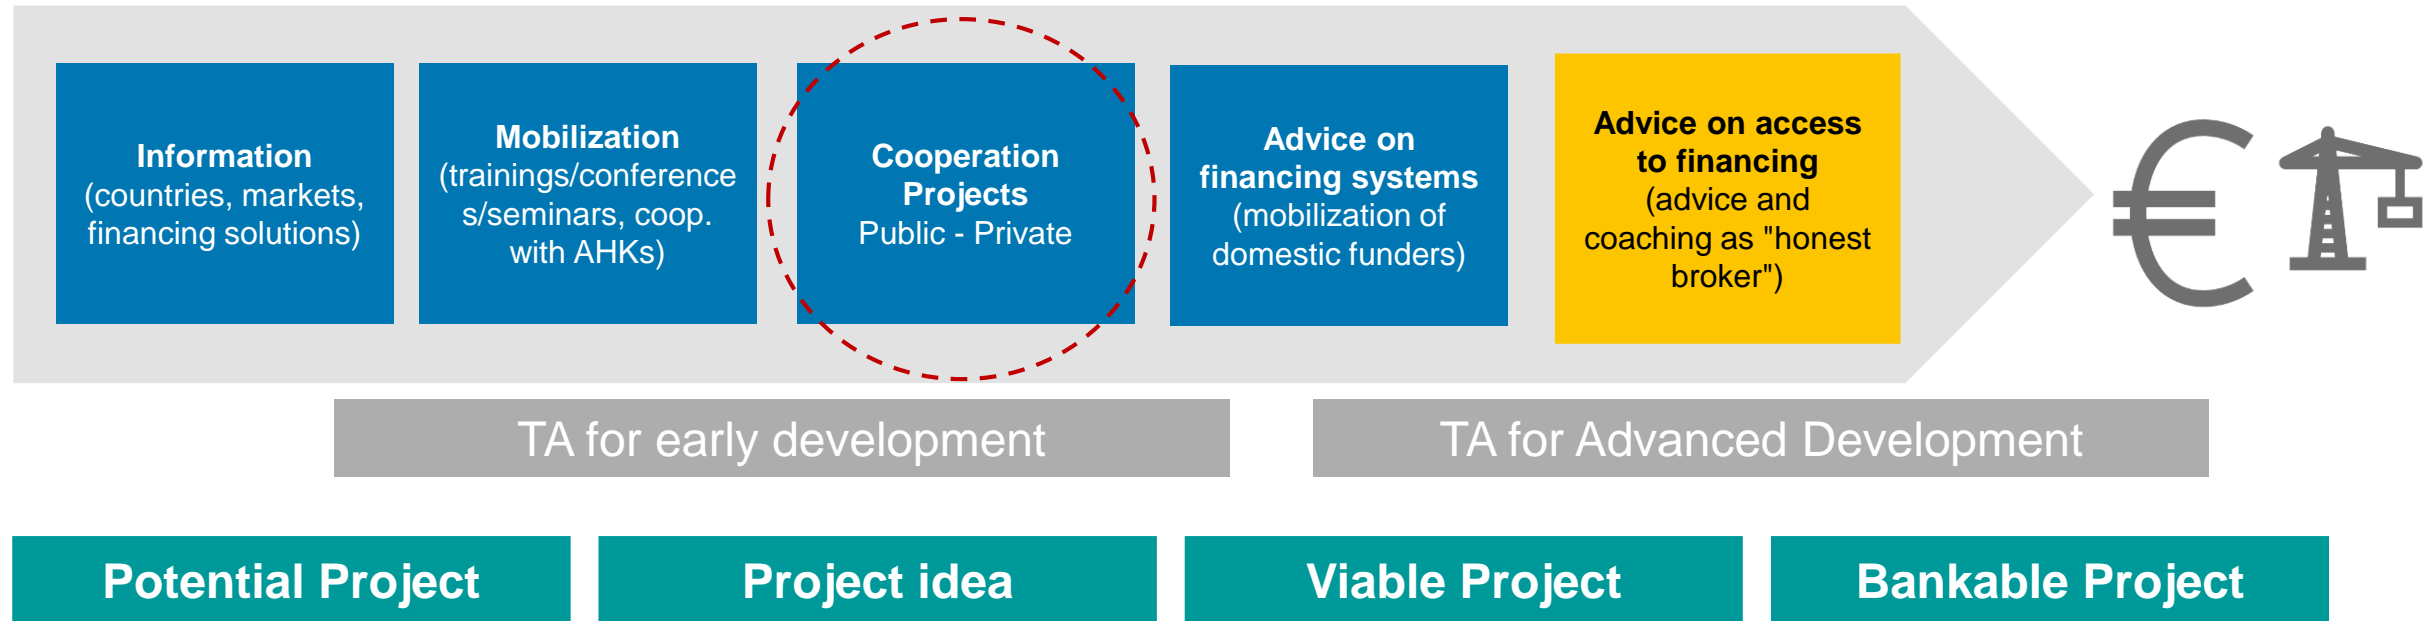 Information
(countries, markets,
financing solutions)
Mobilization
(trainings/conference
s/seminars, coop.
with AHKs)
Cooperation
Projects
Public - Private
Advice on
financing systems
(mobilization of
domestic funders)
Advice on access
to financing
(advice and
coaching as "honest
broker")
€
TA for early development
TA for Advanced Development
Potential Project
Project idea
Viable Project
Bankable Project